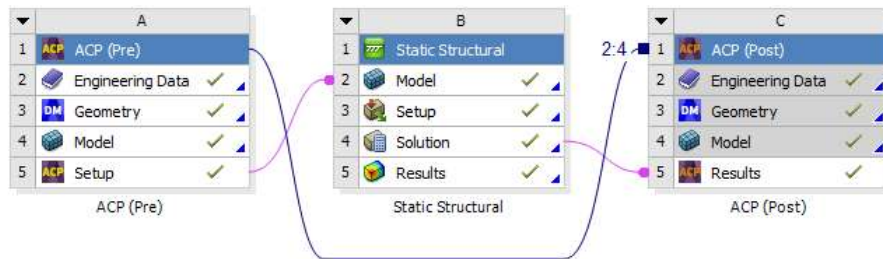 A
1 ACP ACP (Pre)
2 Engineering Data
3 DM Geometry
4 Model
5 ACP Setup
ACP (Pre)
B
1 Static Structural
2 Model
3 Setup
4 Solution
5 Results
Static Structural
2:4
C
1 ACP ACP (Post)
2 Engineering Data
3 DM Geometry
4 Model
5 ACP Results
ACP (Post)